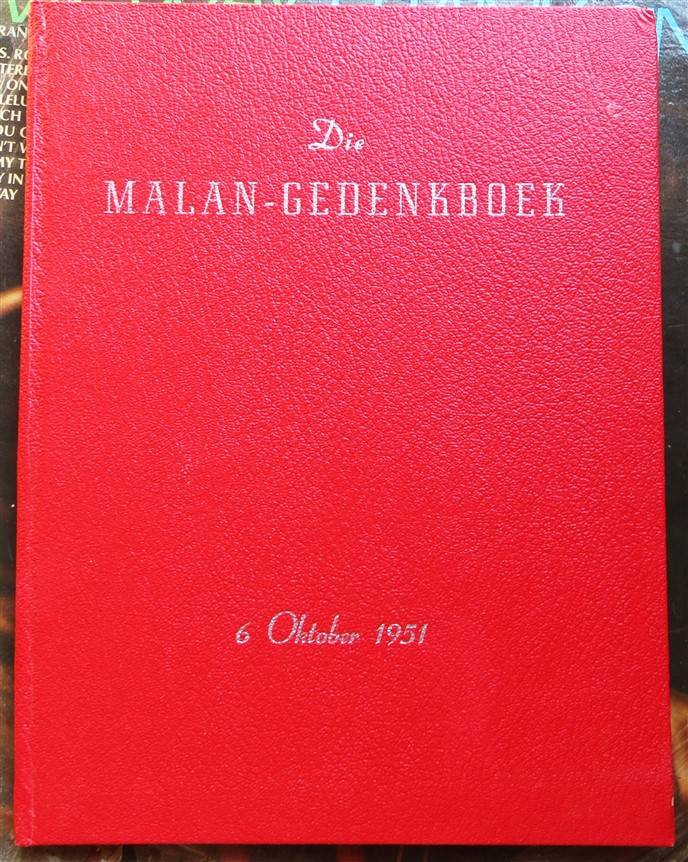 Die
MALAN-GEDENKBOEK
6 Oktober 1951